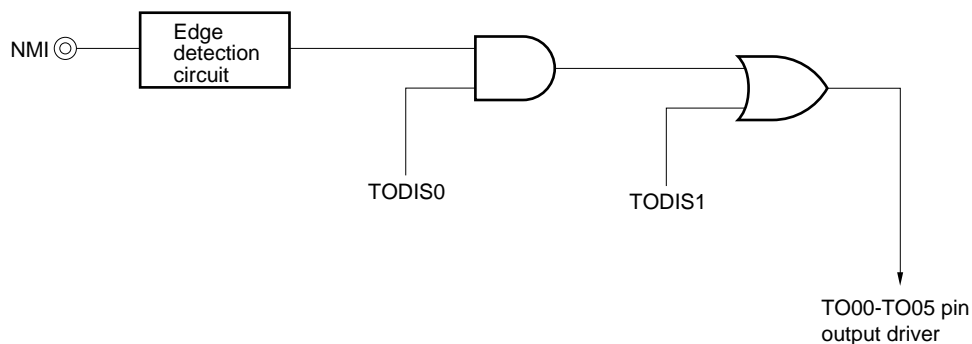 NMI
Edge
detection
circuit
TODIS0
TODIS1
TO00-TO05 pin
output driver